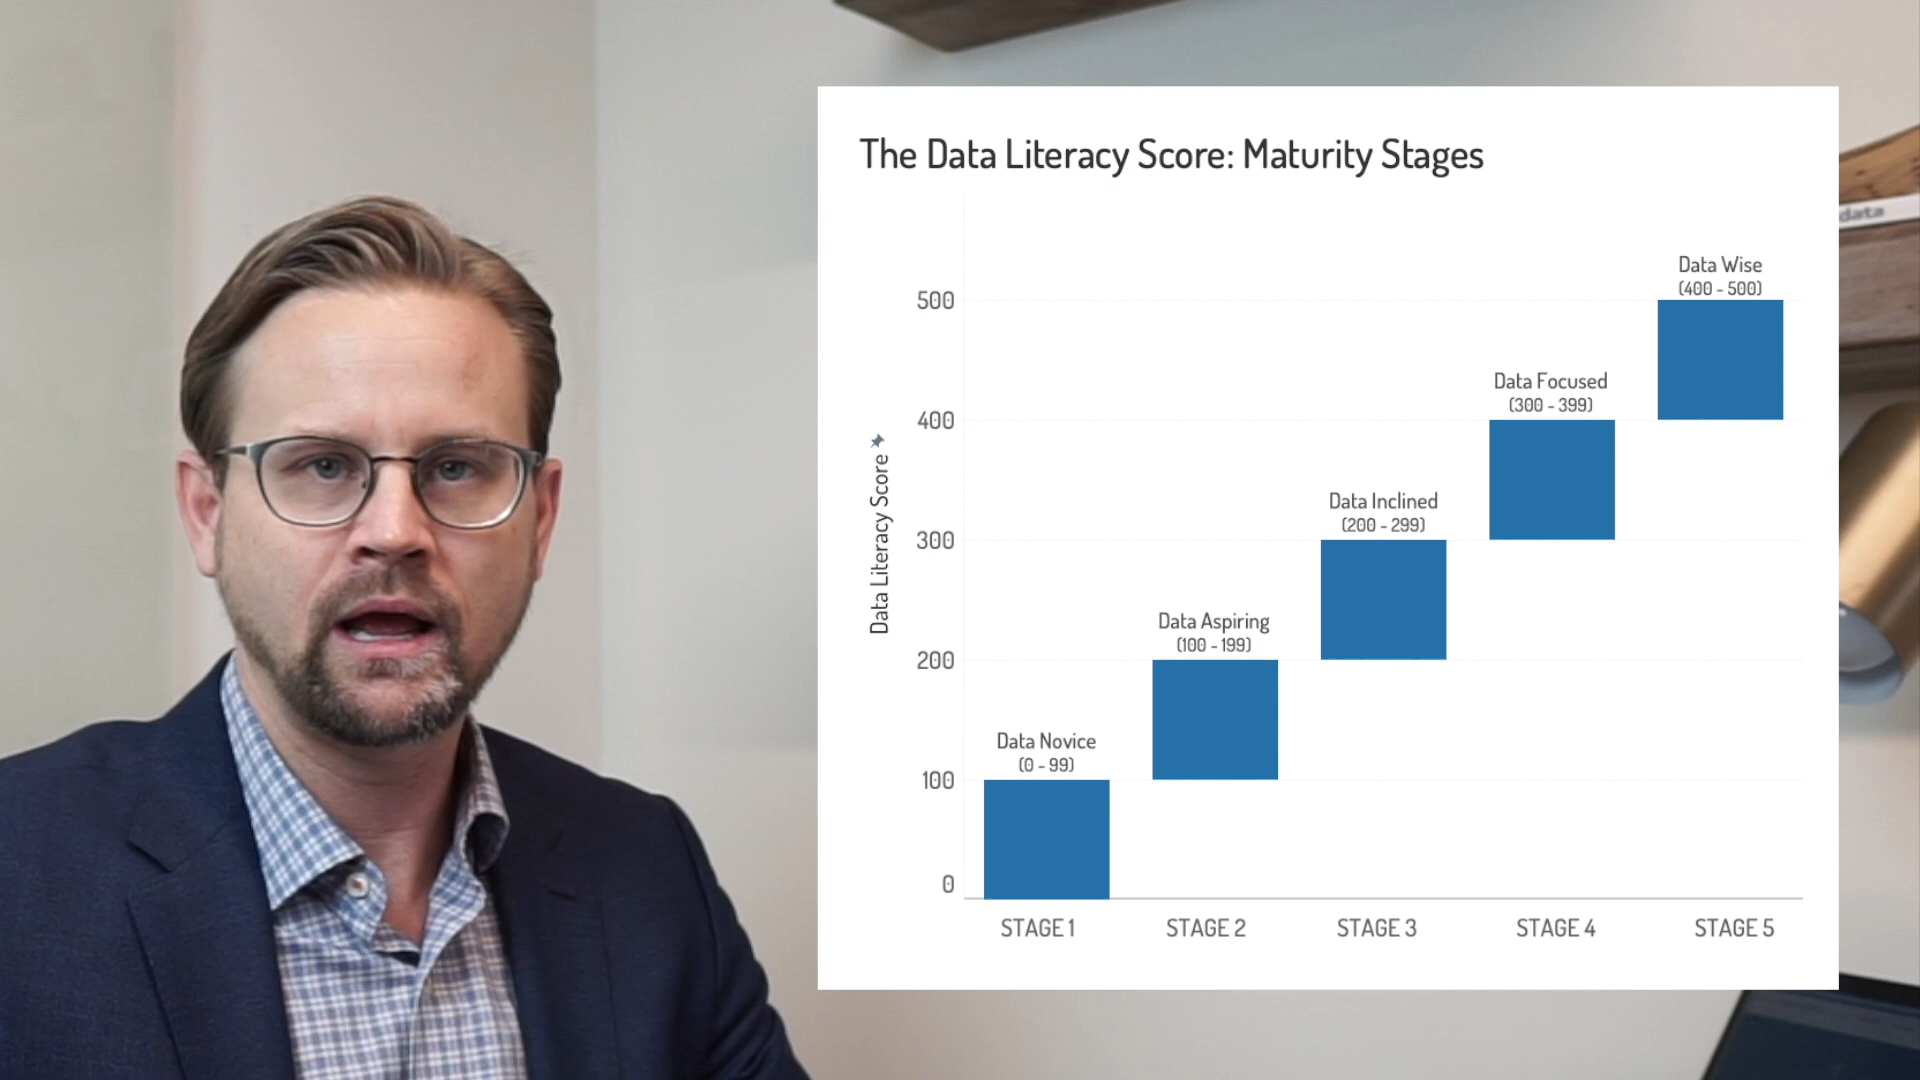 The Data Literacy Score: Maturity Stages
Data Wise
(400 - 500)
500
Data Focused
(300 - 399)
400
Data Inclined
(200 - 299)
300
Data Literacy Score
Data Aspiring
(100 - 199)
200
Data Novice
(0 - 99)
100
0
STAGE 1
STAGE 2
STAGE 3
STAGE 4
STAGE 5
data